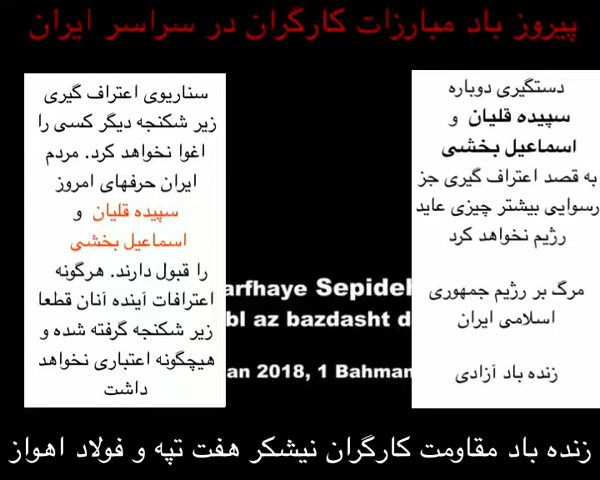 پیروز باد مبارزات کارگران در سراسر ایران
دستگیری دوباره
سپیده قلیان و
اسماعیل بخشی
به قصد اعتراف گیری جز
رسوایی بیشتر چیزی عاید
رژیم نخواهد کرد
مرگ بر رژیم جمهوری
اسلامی ایران
زنده باد آزادی
سناریوی اعتراف گیری
زیر شکنجه دیگر کسی را
اغوا نخواهد کرد. مردم
ایران حرفهای امروز
سپیده قلیان و
اسماعیل بخشی
را قبول دارند. هرگونه
اعترافات آینده آنان قطعا
زیر شکنجه گرفته شده و
هیچگونه اعتباری نخواهد
داشت
arfhaye Sepideh
bl az bazdasht d
an 2018, 1 Bahman
زنده باد مقاومت کارگران نیشکر هفت تپه و فولاد اهواز